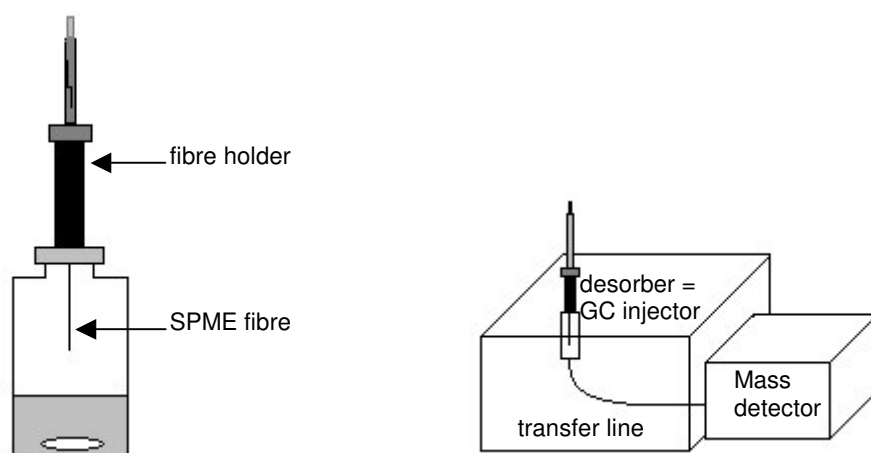 fibre holder
SPME fibre
desorber =
GC injector
Mass
detector
transfer line